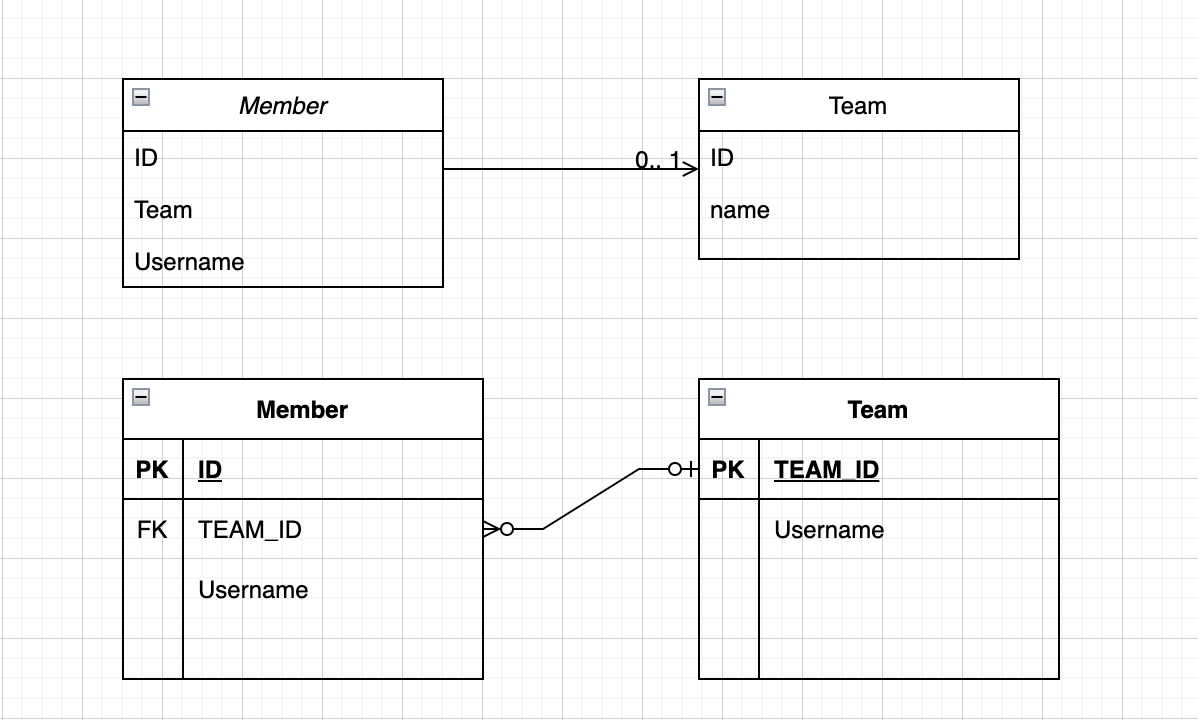 Member
ID
Team
Username
0.. 1
Team
ID
name
Member
PK ID
FK TEAM_ID
Username
Team
PK TEAM_ID
Username